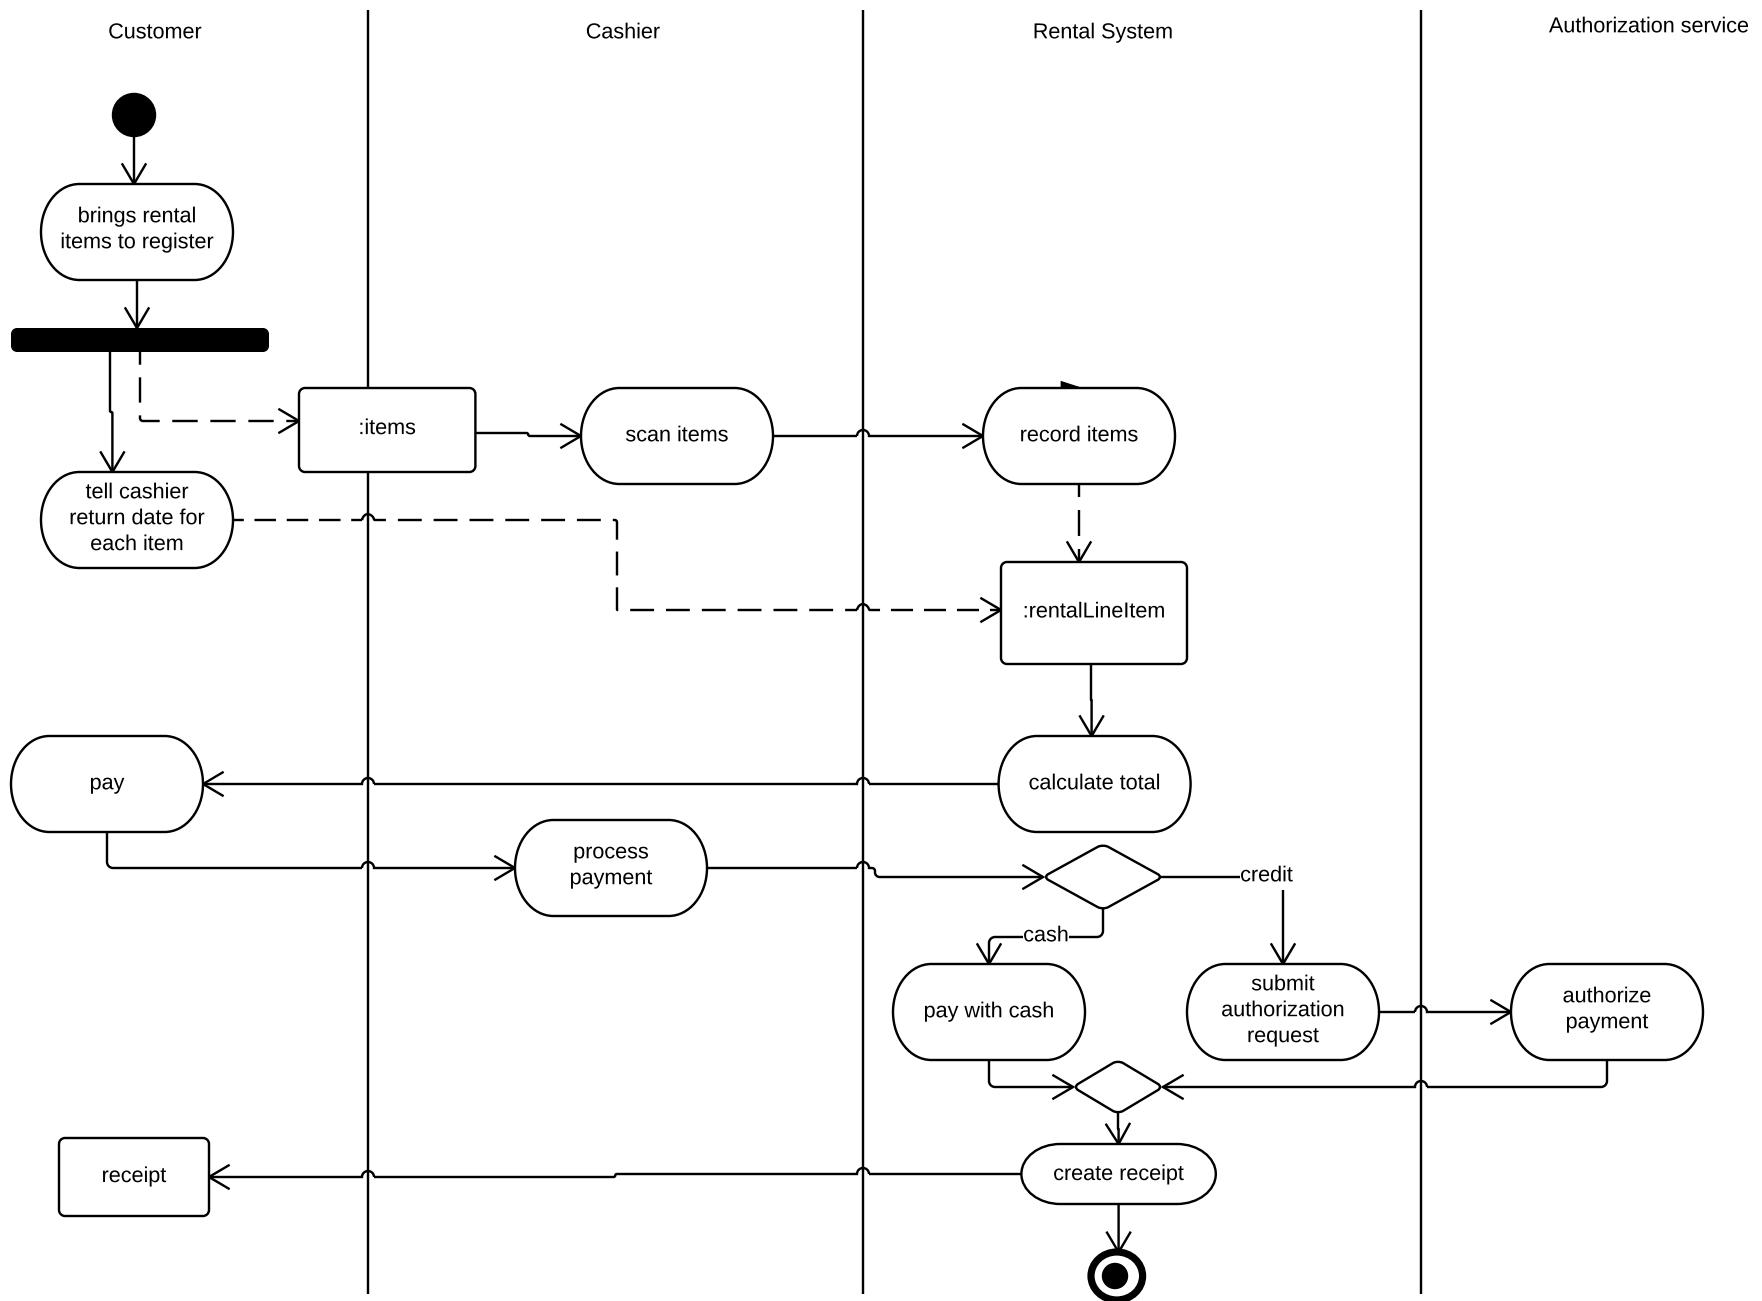 Customer
Cashier
Rental System
Authorization service
brings rental
items to register
:items
scan items
record items
tell cashier
return date for
each item
:rentalLineItem
pay
calculate total
process
payment
credit
cash
pay with cash
submit
authorization
request
authorize
payment
receipt
create receipt